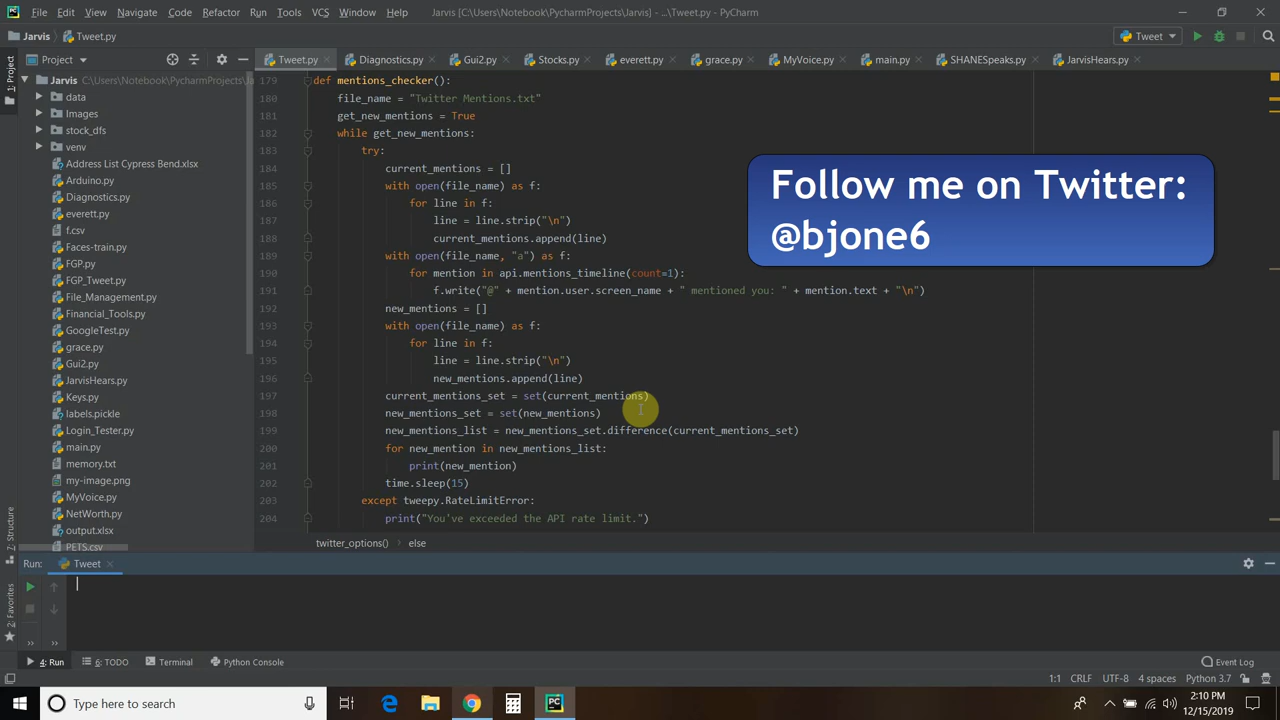 File Edit View Navigate Code Refactor Run Tools VCS Window Help Jarvis [C:\Users\Notebook\PycharmProjects\Jarvis] - ...\Tweet.py - PyCharm
Jarvis Tweet.py Tweet
Project Tweet.py Diagnostics.py Gui2.py Stocks.py everett.py grace.py MyVoice.py main.py SHANESpeaks.py JarvisHears.py
1: Project
Jarvis C:\Users\Notebook\PycharmProjects\
data
Images
stock_dfs
venv
Address List Cypress Bend.xlsx
Arduino.py
Diagnostics.py
everett.py
f.csv
Faces-train.py
FGP.py
FGP_Tweet.py
File_Management.py
Financial_Tools.py
GoogleTest.py
grace.py
Gui2.py
JarvisHears.py
Keys.py
labels.pickle
Login_Tester.py
main.py
memory.txt
my-image.png
MyVoice.py
NetWorth.py
output.xlsx
PETS.csv
179 def mentions_checker():
180 file_name = "Twitter Mentions.txt"
181 get_new_mentions = True
182 while get_new_mentions:
183 try:
184 current_mentions = []
185 with open(file_name) as f:
186 for line in f:
187 line = line.strip("\n")
188 current_mentions.append(line)
189 with open(file_name, "a") as f:
190 for mention in api.mentions_timeline(count=1):
191 f.write("@" + mention.user.screen_name + " mentioned you: " + mention.text + "\n")
192 new_mentions = []
193 with open(file_name) as f:
194 for line in f:
195 line = line.strip("\n")
196 new_mentions.append(line)
197 current_mentions_set = set(current_mentions)
198 new_mentions_set = set(new_mentions)
199 new_mentions_list = new_mentions_set.difference(current_mentions_set)
200 for new_mention in new_mentions_list:
201 print(new_mention)
202 time.sleep(15)
203 except tweepy.RateLimitError:
204 print("You've exceeded the API rate limit.")
twitter_options() else
Follow me on Twitter:
@bjone6
7: Structure
2: Favorites
Run: Tweet
4: Run 6: TODO Terminal Python Console Event Log
1:1 CRLF UTF-8 4 spaces Python 3.7
Type here to search
2:10 PM
12/15/2019